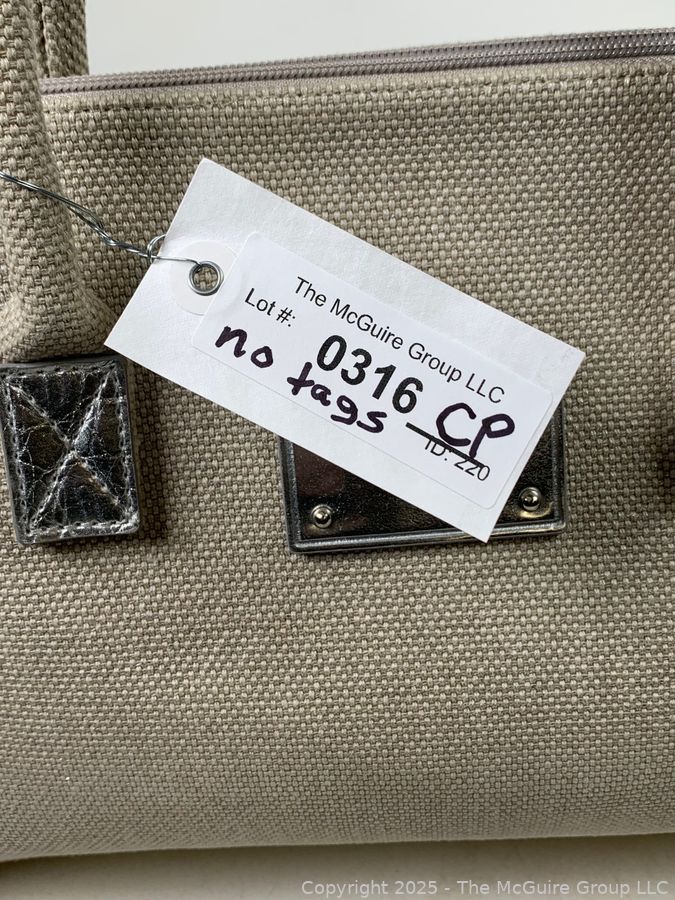 The McGuire Group LLC
Lot #:
0316 CP
no tags
ID: 220
Copyright 2025 - The McGuire Group LLC